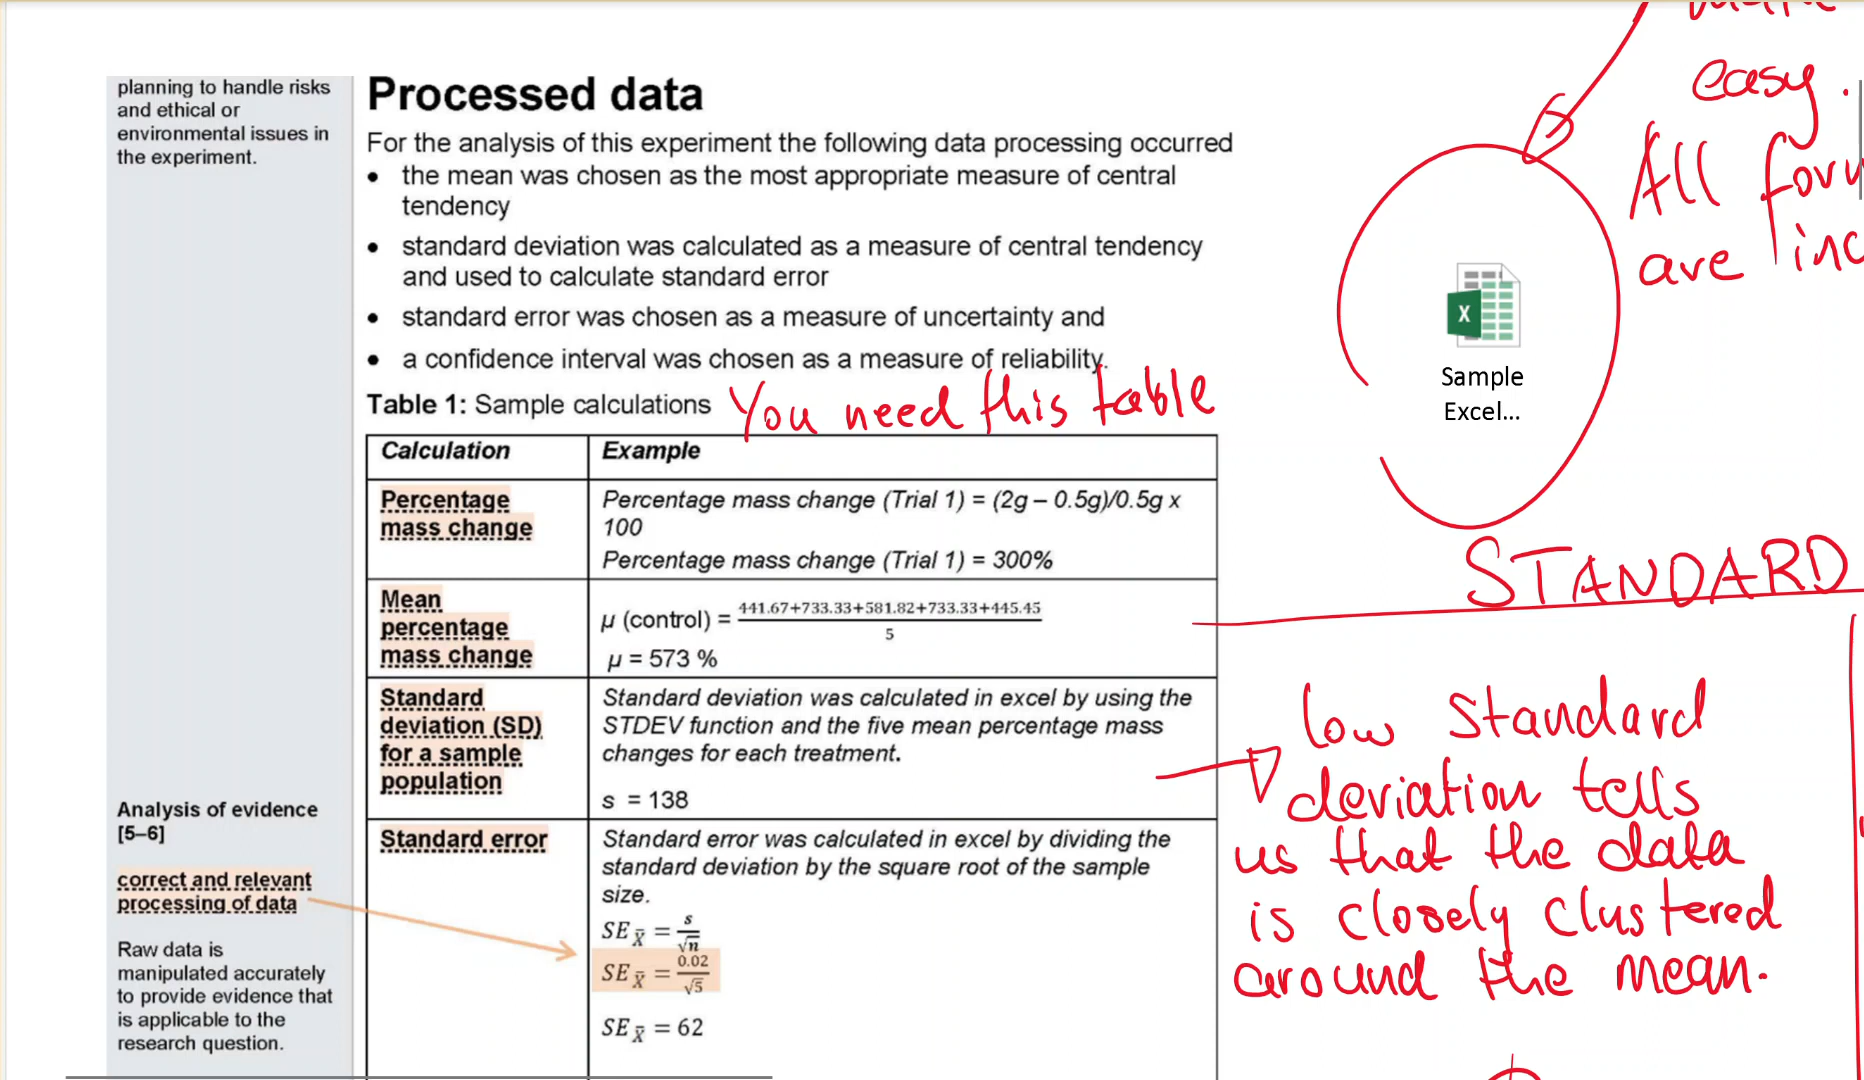 planning to handle risks
and ethical or
environmental issues in
the experiment.
Processed data
For the analysis of this experiment the following data processing occurred
• the mean was chosen as the most appropriate measure of central
tendency
• standard deviation was calculated as a measure of central tendency
and used to calculate standard error
• standard error was chosen as a measure of uncertainty and
• a confidence interval was chosen as a measure of reliability.
Table 1: Sample calculations
You need this table
Calculation Example
Percentage
mass change
Percentage mass change (Trial 1) = (2g – 0.5g)/0.5g x
100
Percentage mass change (Trial 1) = 300%
Mean
percentage
mass change
μ (control) = 441.67+733.33+581.82+733.33+445.45
5
μ = 573 %
Standard
deviation (SD)
for a sample
population
Standard deviation was calculated in excel by using the
STDEV function and the five mean percentage mass
changes for each treatment.
s = 138
Standard error
Standard error was calculated in excel by dividing the
standard deviation by the square root of the sample
size.
SE x̄ = s/√n
SE x̄ = 0.02/√5
SE x̄ = 62
Analysis of evidence
[5–6]
correct and relevant
processing of data
Raw data is
manipulated accurately
to provide evidence that
is applicable to the
research question.
easy.
All
are
X
Sample
Excel...
STANDARD
low standard
deviation tells
us that the data
is closely clustered
around the mean.